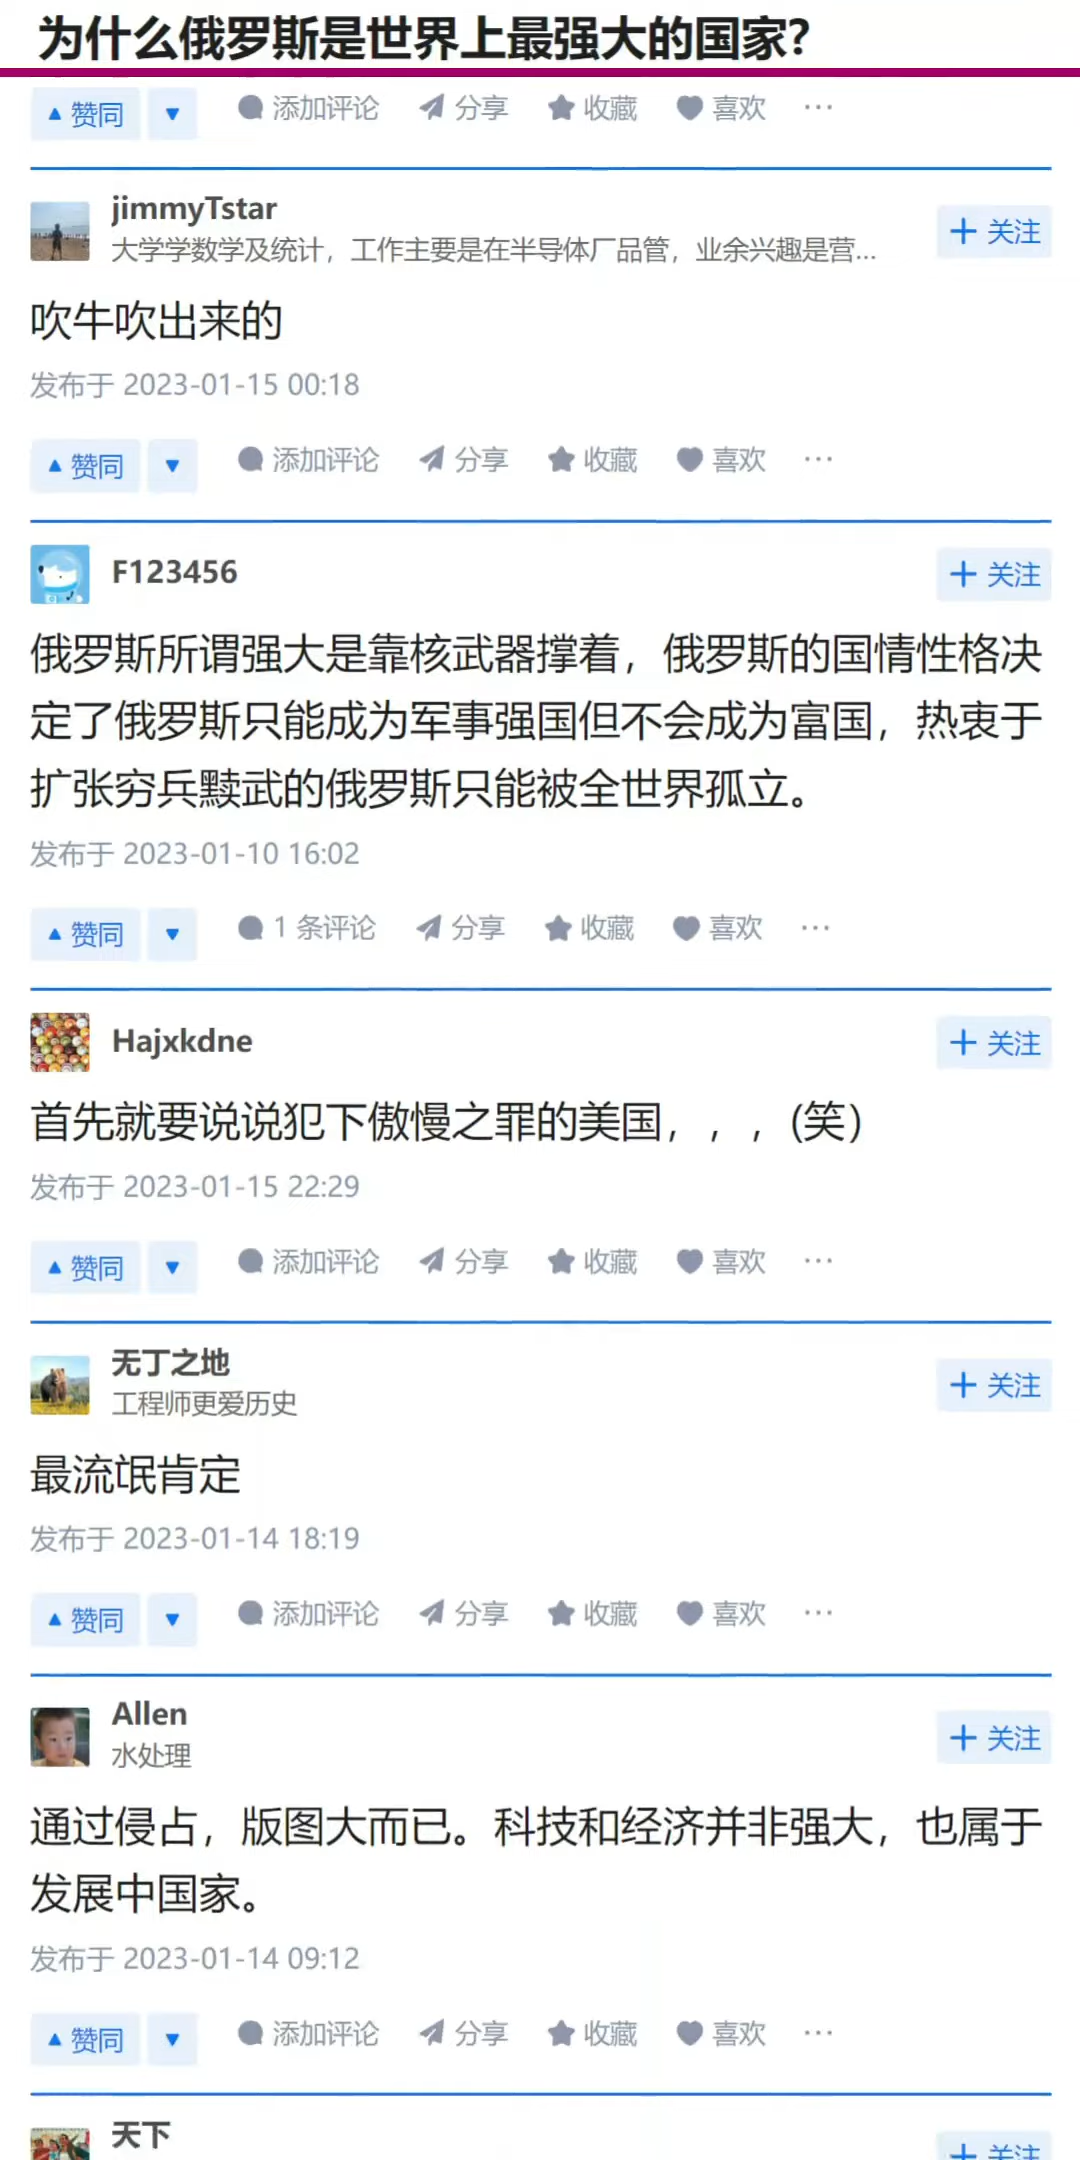 为什么俄罗斯是世界上最强大的国家?
▲ 赞同 ▼ 添加评论 分享 收藏 喜欢 ···
jimmyTstar
大学学数学及统计，工作主要是在半导体厂品管，业余兴趣是营... + 关注
吹牛吹出来的
发布于 2023-01-15 00:18
▲ 赞同 ▼ 添加评论 分享 收藏 喜欢 ···
F123456 + 关注
俄罗斯所谓强大是靠核武器撑着，俄罗斯的国情性格决
定了俄罗斯只能成为军事强国但不会成为富国，热衷于
扩张穷兵黩武的俄罗斯只能被全世界孤立。
发布于 2023-01-10 16:02
▲ 赞同 ▼ 1 条评论 分享 收藏 喜欢 ···
Hajxkdne + 关注
首先就要说说犯下傲慢之罪的美国，，，(笑)
发布于 2023-01-15 22:29
▲ 赞同 ▼ 添加评论 分享 收藏 喜欢 ···
无丁之地
工程师更爱历史 + 关注
最流氓肯定
发布于 2023-01-14 18:19
▲ 赞同 ▼ 添加评论 分享 收藏 喜欢 ···
Allen
水处理 + 关注
通过侵占，版图大而已。科技和经济并非强大，也属于
发展中国家。
发布于 2023-01-14 09:12
▲ 赞同 ▼ 添加评论 分享 收藏 喜欢 ···
天下
+ 关注